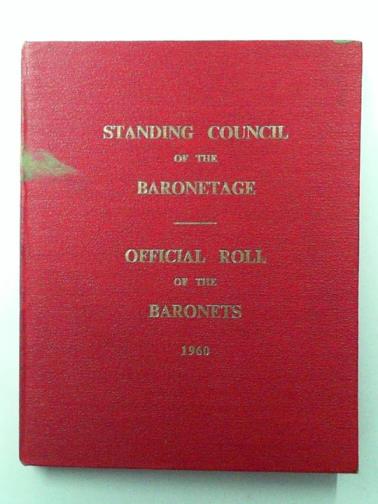 STANDING COUNCIL
OF THE
BARONETAGE
OFFICIAL ROLL
OF THE
BARONETS
1960